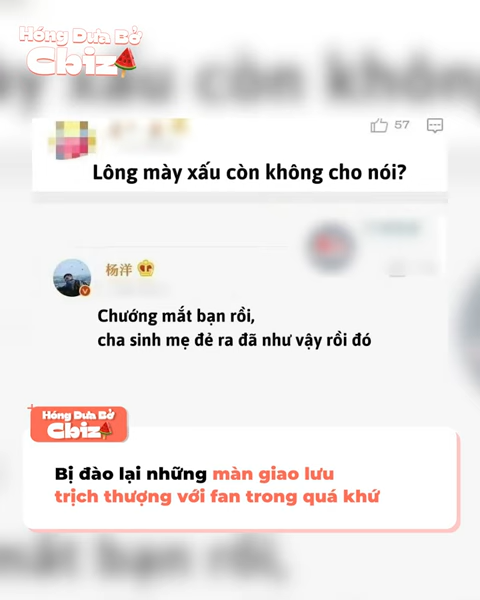 Hóng Dưa Bở
Cbiz
57
Lông mày xấu còn không cho nói?
杨洋
Chướng mắt bạn rồi,
cha sinh mẹ đẻ ra đã như vậy rồi đó
Hóng Dưa Bở
Cbiz
Bị đào lại những màn giao lưu
trịch thượng với fan trong quá khứ